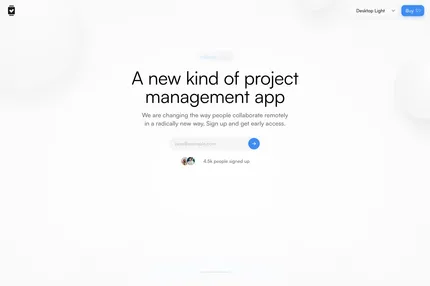 Desktop Light
Buy
A new kind of project
management app
We are changing the way people collaborate remotely
in a radically new way, Sign up and get early access.
4.6k people signed up